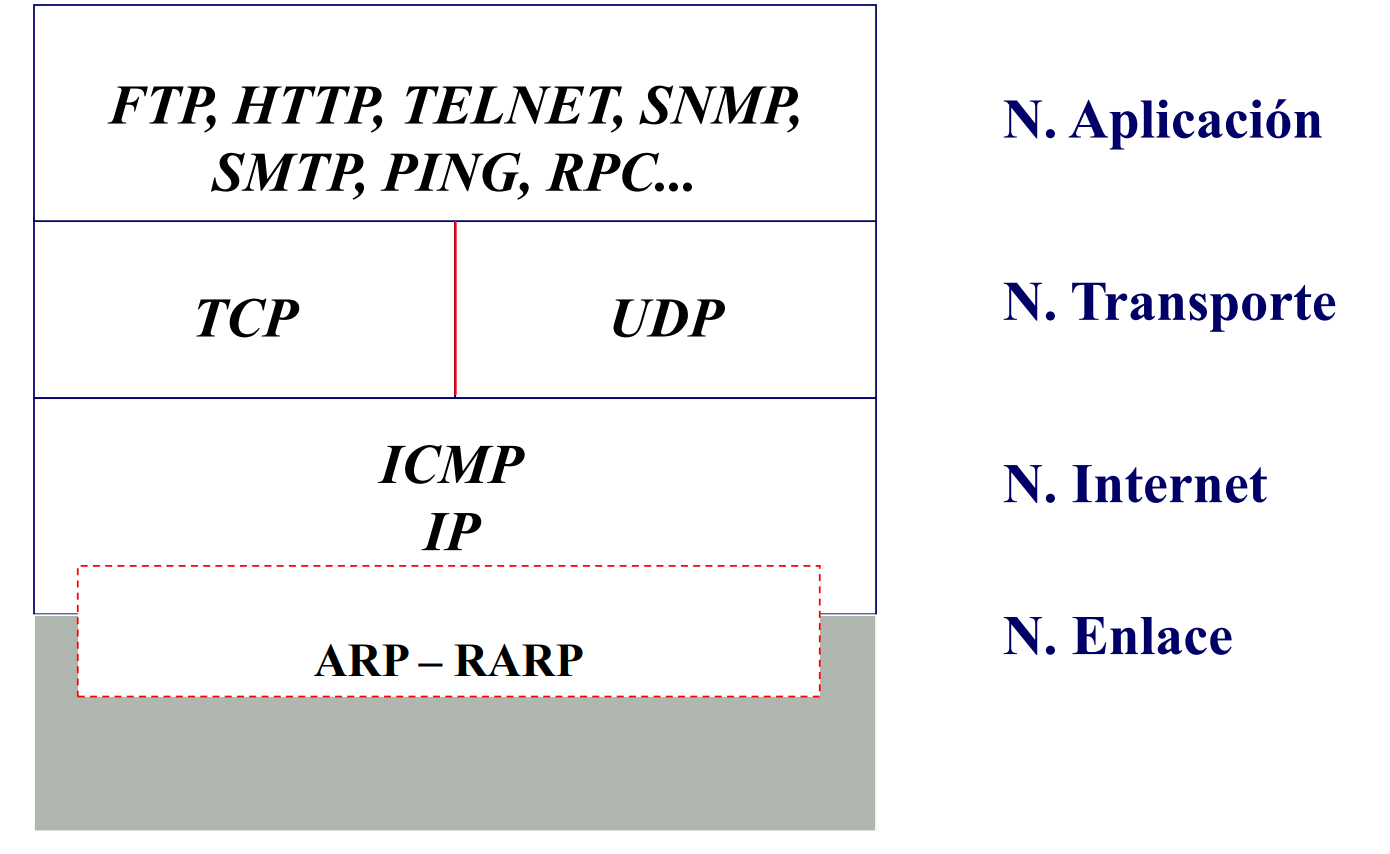 FTP, HTTP, TELNET, SNMP,
SMTP, PING, RPC...
N. Aplicación
TCP
UDP
N. Transporte
ICMP
IP
N. Internet
ARP – RARP
N. Enlace